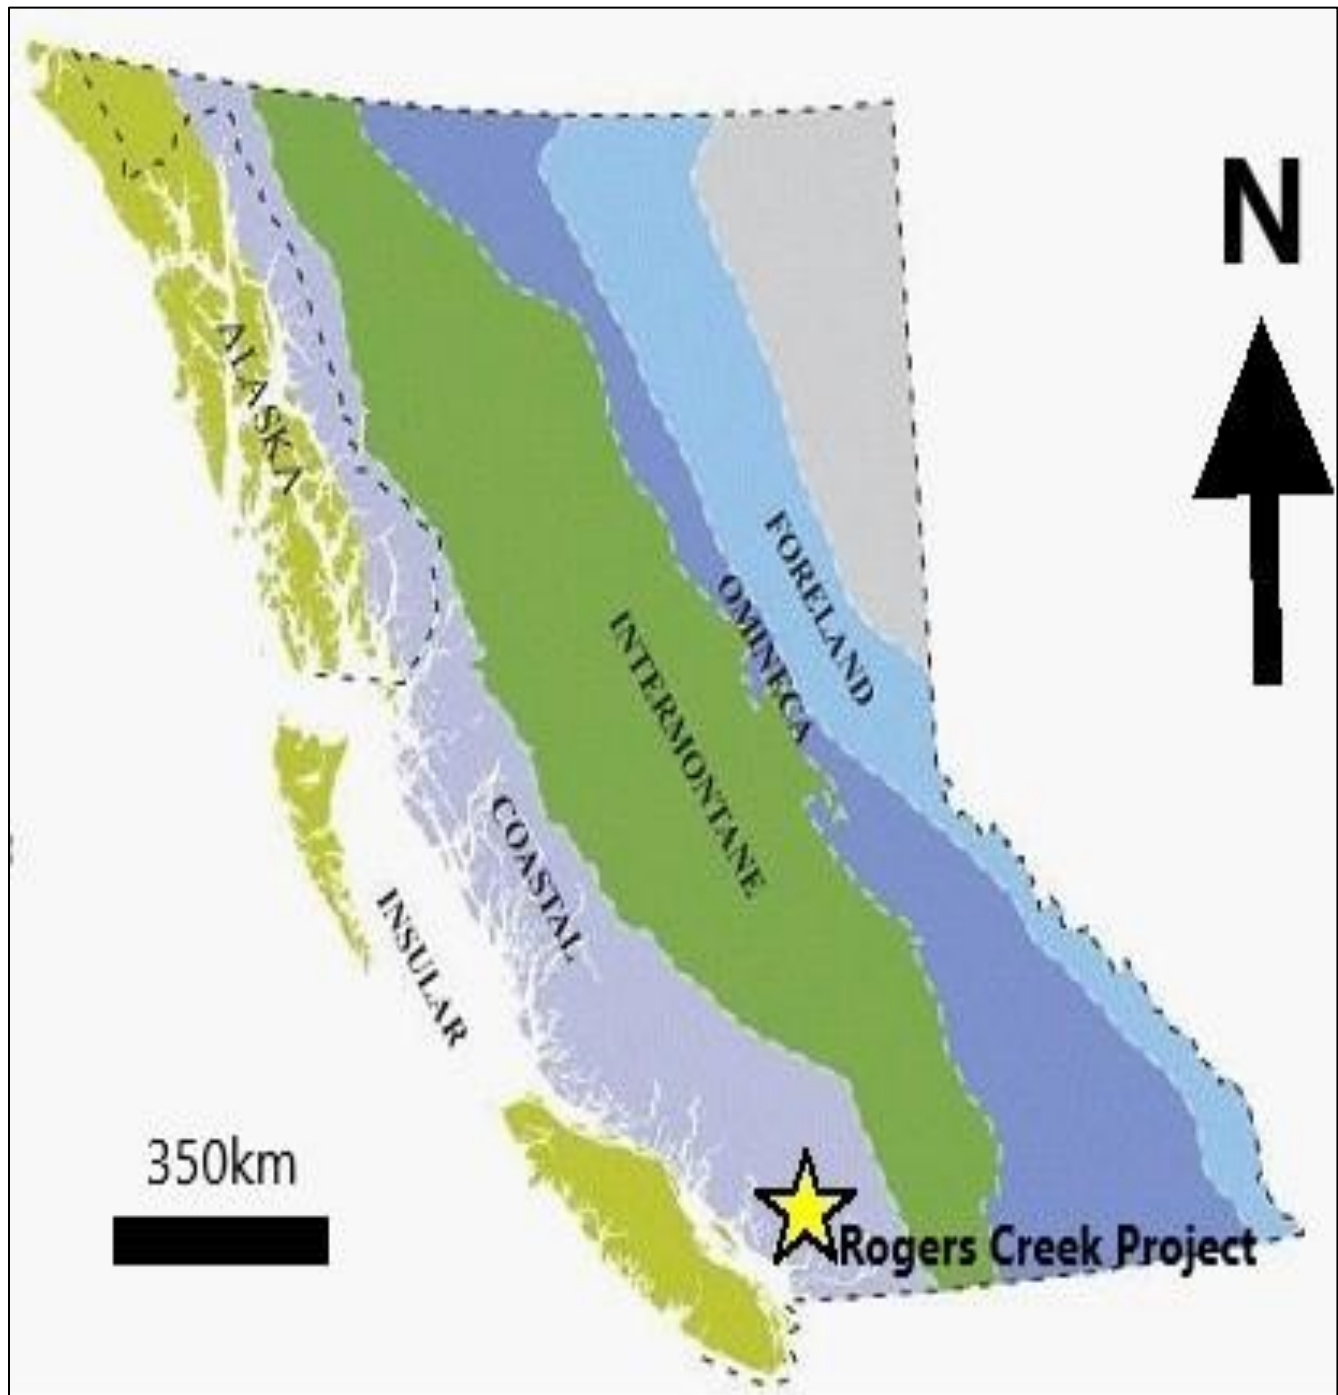 N
ALASKA
FORELAND
OMINECA
INTERMONTANE
COASTAL
INSULAR
350km
Rogers Creek Project